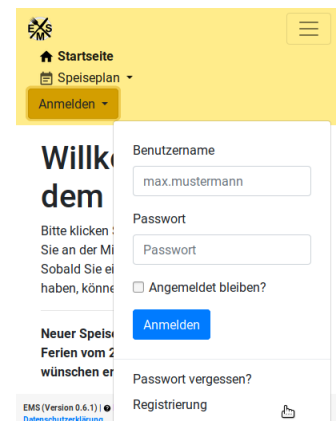 EMS
Startseite
Speiseplan
Anmelden
Willk
dem
Bitte klicken
Sie an der Mi
Sobald Sie ei
haben, könne
Neuer Speise
Ferien vom 2
wünschen er
Benutzername
max.mustermann
Passwort
Passwort
Angemeldet bleiben?
Anmelden
Passwort vergessen?
Registrierung
EMS (Version 0.6.1) |
Datenschutzerklärung